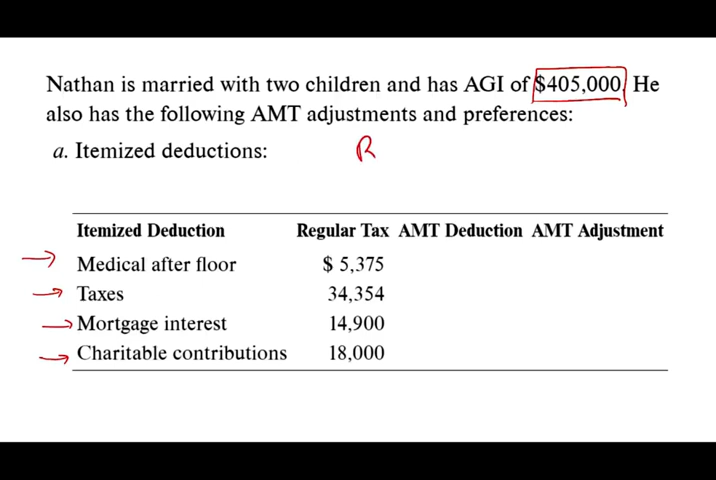 Nathan is married with two children and has AGI of $405,000. He
also has the following AMT adjustments and preferences:
a. Itemized deductions:
R
Itemized Deduction Regular Tax AMT Deduction AMT Adjustment
Medical after floor $ 5,375
Taxes 34,354
Mortgage interest 14,900
Charitable contributions 18,000